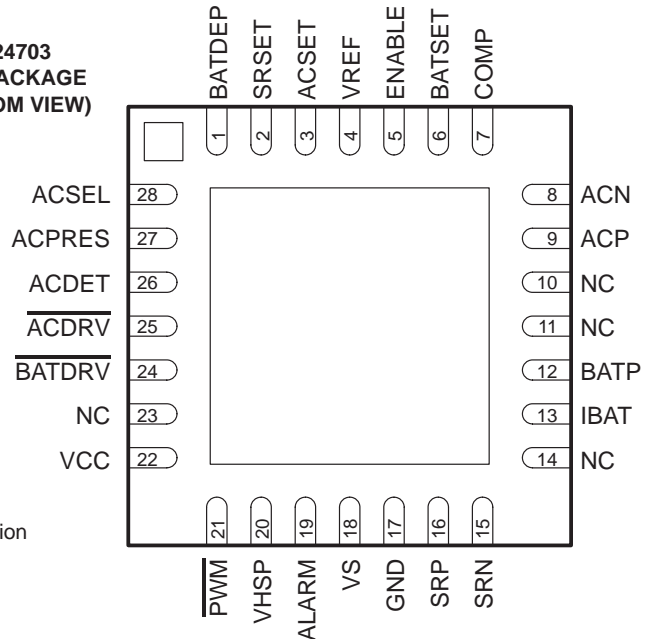 24703
ACKAGE
OM VIEW)
BATDEP
SRSET
ACSET
VREF
ENABLE
BATSET
COMP
1 2 3 4 5 6 7
ACSEL 28 8 ACN
ACPRES 27 9 ACP
ACDET 26 10 NC
ACDRV 25 11 NC
BATDRV 24 12 BATP
NC 23 13 IBAT
VCC 22 14 NC
ion
21 20 19 18 17 16 15
PWM
VHSP
ALARM
VS
GND
SRP
SRN